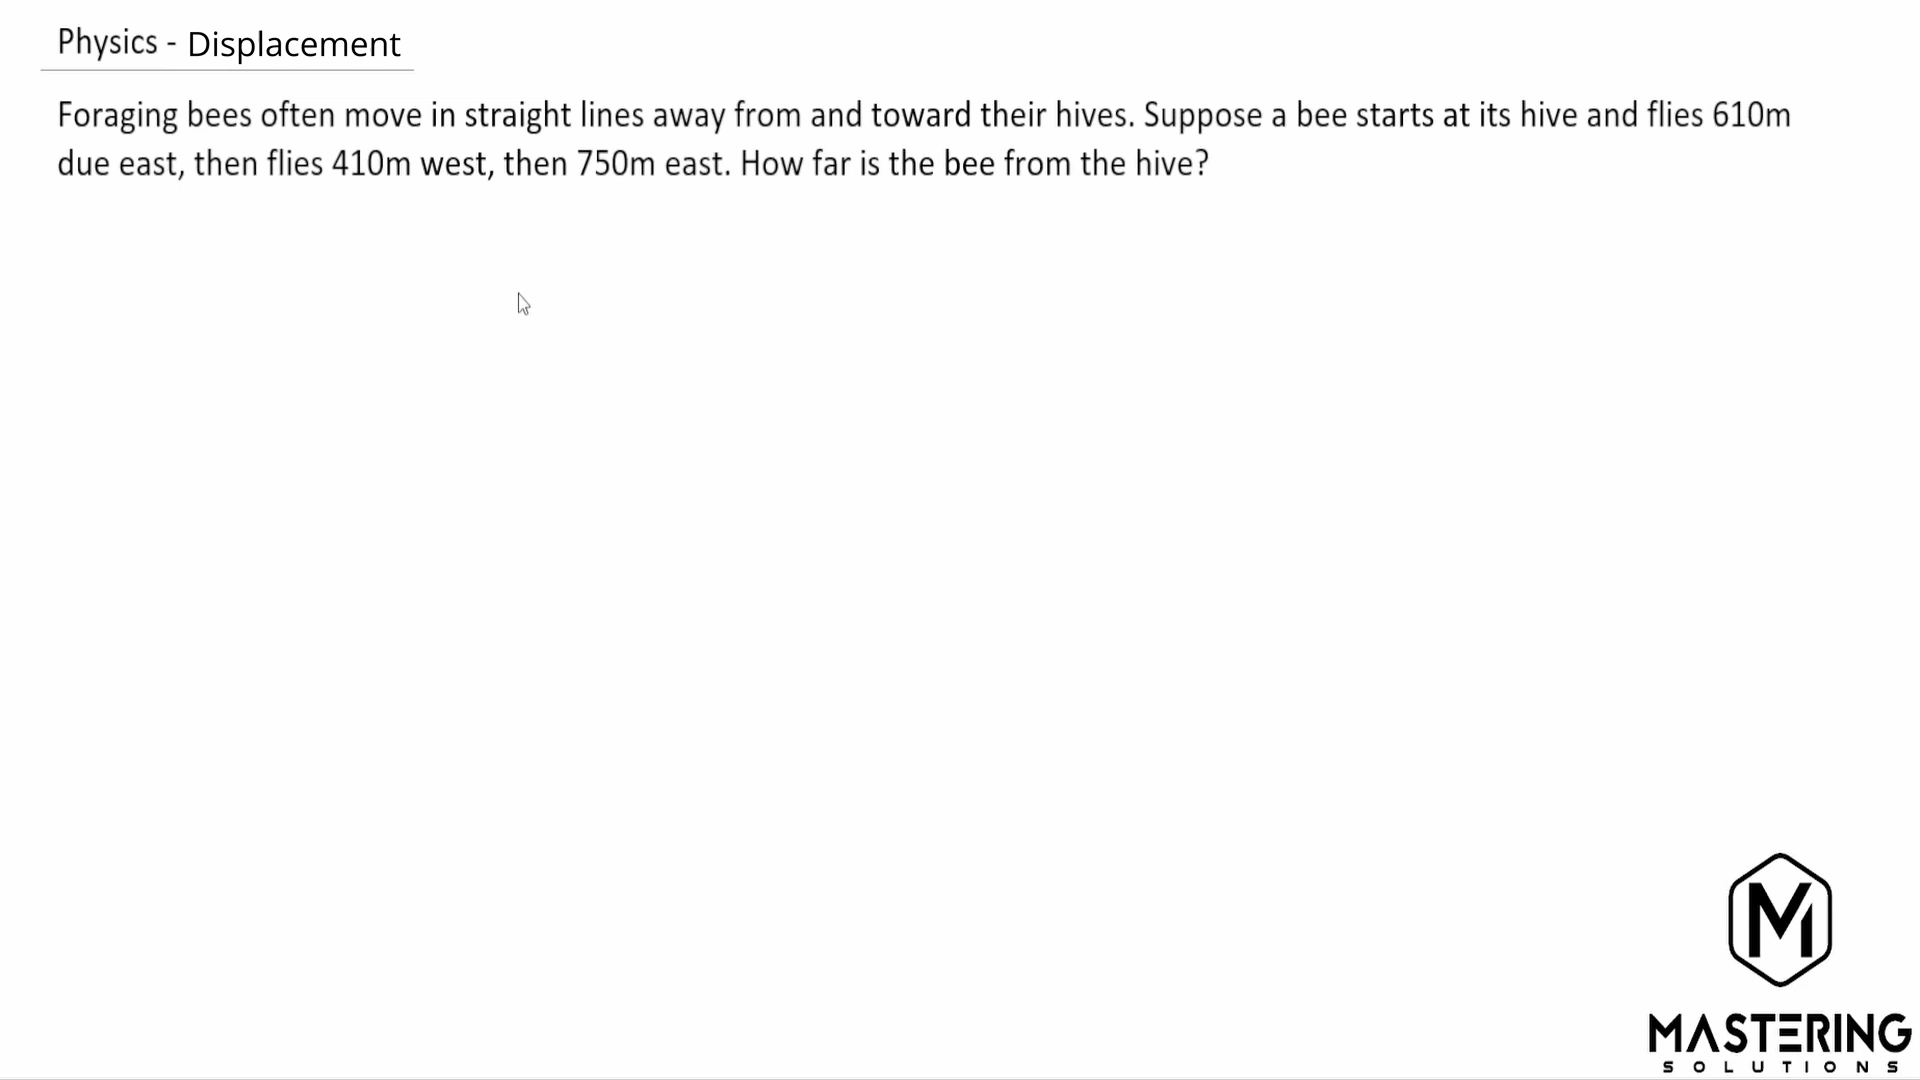 Physics - Displacement
Foraging bees often move in straight lines away from and toward their hives. Suppose a bee starts at its hive and flies 610m
due east, then flies 410m west, then 750m east. How far is the bee from the hive?
M
MASTERING
SOLUTIONS